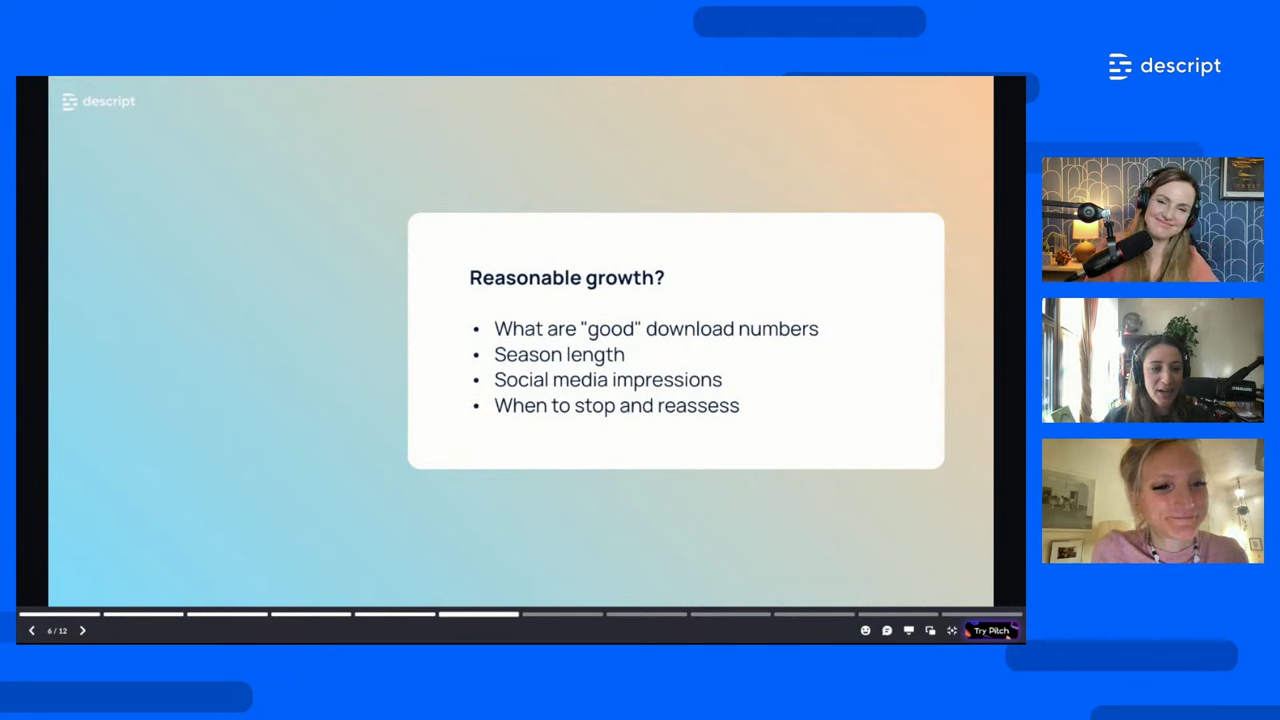 descript
descript
Reasonable growth?
• What are "good" download numbers
• Season length
• Social media impressions
• When to stop and reassess
6 / 12
Try Pitch